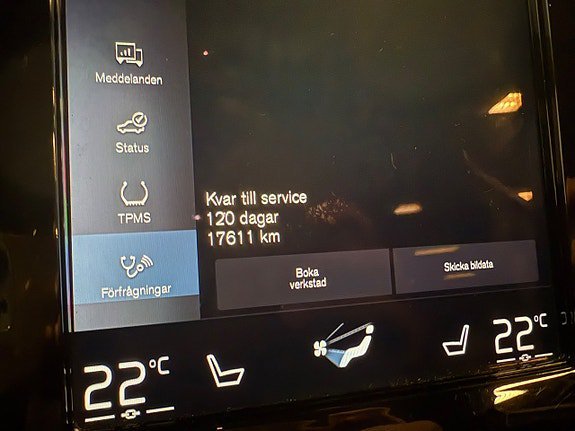 Meddelanden
Status
TPMS
Förfrågningar
Kvar till service
120 dagar
17611 km
Boka
verkstad
Skicka bildata
22°C
22°C